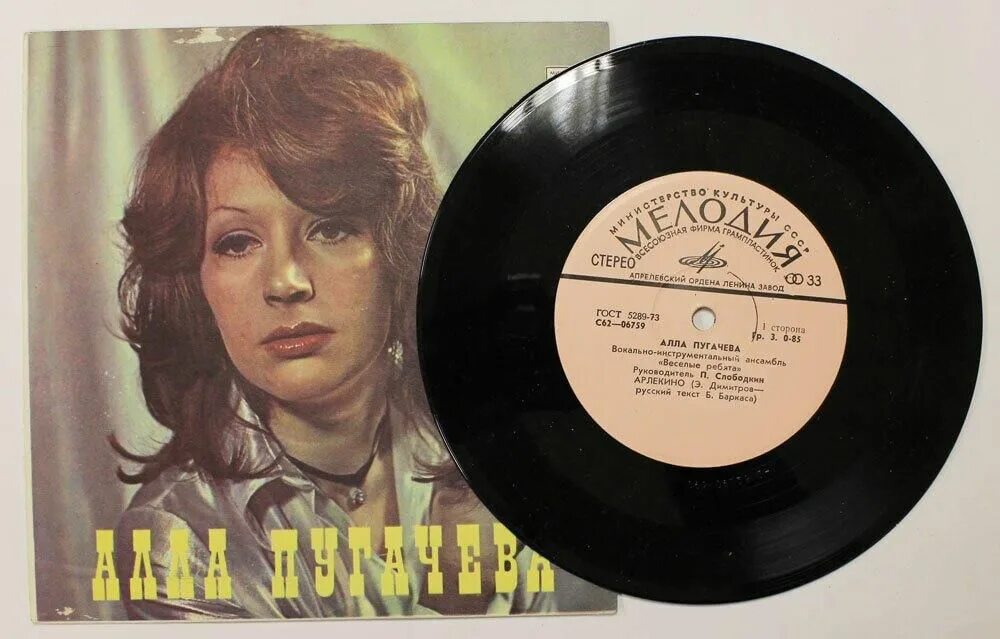 АЛЛА ПУГАЧЕВА
МИНИСТЕРСТВО КУЛЬТУРЫ СССР
МЕЛОДИЯ
ВСЕСОЮЗНАЯ ФИРМА ГРАМПЛАСТИНОК
СТЕРЕО
33
АПРЕЛЕВСКИЙ ОРДЕНА ЛЕНИНА ЗАВОД
ГОСТ 5289-73
С62—06759
1 сторона
Гр. 3. 0-85
АЛЛА ПУГАЧЕВА
Вокально-инструментальный ансамбль
«Веселые ребята»
Руководитель П. Слободкин
АРЛЕКИНО (Э. Димитров—
русский текст Б. Баркаса)